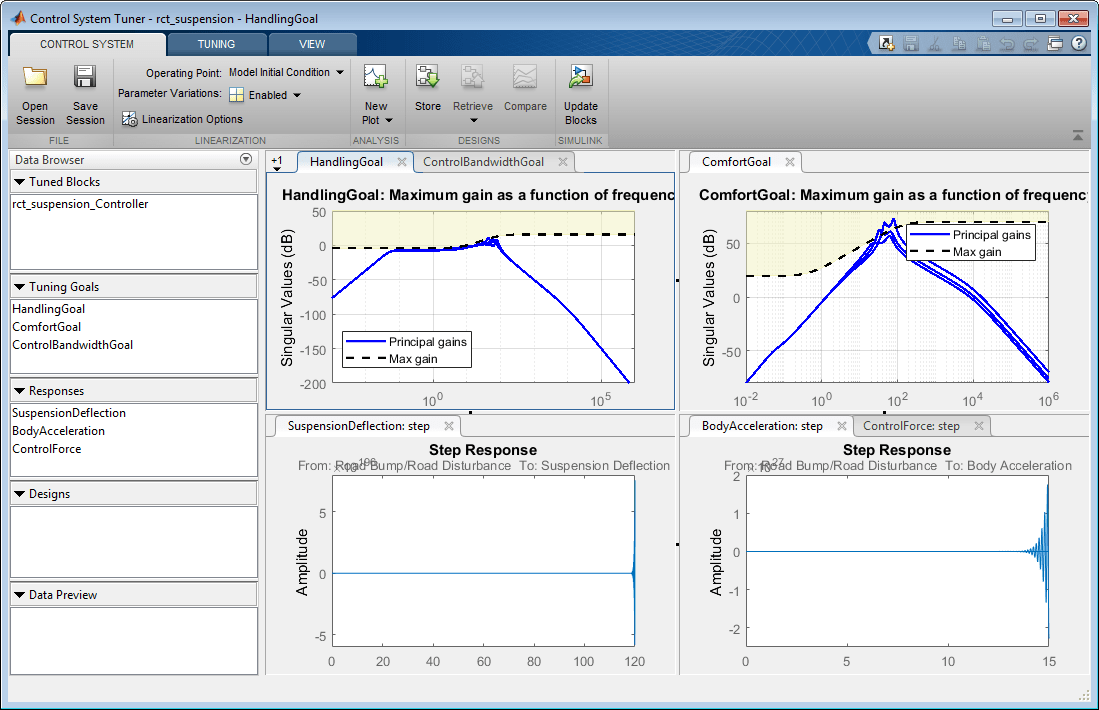 Control System Tuner - rct_suspension - HandlingGoal
CONTROL SYSTEM
TUNING
VIEW
Open Session
Save Session
FILE
Operating Point: Model Initial Condition
Parameter Variations: Enabled
Linearization Options
LINEARIZATION
New Plot
ANALYSIS
Store
Retrieve
Compare
DESIGNS
Update Blocks
SIMULINK
Data Browser
Tuned Blocks
rct_suspension_Controller
Tuning Goals
HandlingGoal
ComfortGoal
ControlBandwidthGoal
Responses
SuspensionDeflection
BodyAcceleration
ControlForce
Designs
Data Preview
+1
HandlingGoal
ControlBandwidthGoal
HandlingGoal: Maximum gain as a function of frequency
Singular Values (dB)
50
0
-50
-100
-150
-200
Principal gains
Max gain
10^0
10^5
ComfortGoal
ComfortGoal: Maximum gain as a function of frequenc
Singular Values (dB)
50
0
-50
Principal gains
Max gain
10^-2
10^0
10^2
10^4
10^6
SuspensionDeflection: step
Step Response
From: Road Bump/Road Disturbance To: Suspension Deflection
Amplitude
5
0
-5
0
20
40
60
80
100
120
BodyAcceleration: step
ControlForce: step
Step Response
From: Road Bump/Road Disturbance To: Body Acceleration
Amplitude
2
1
0
-1
-2
0
5
10
15